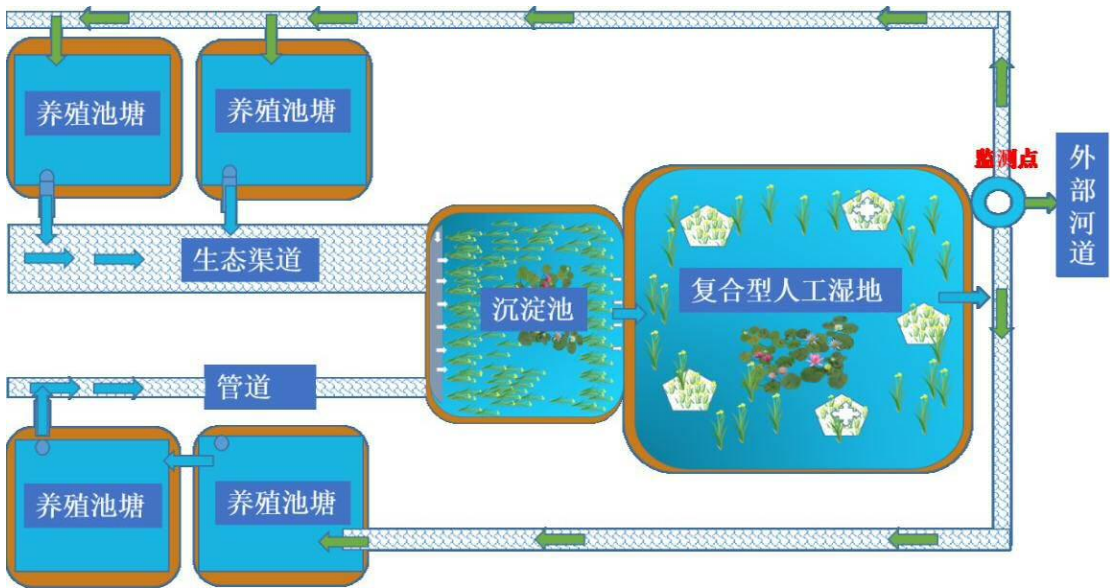 养殖池塘
养殖池塘
监测点
外部河道
生态渠道
沉淀池
复合型人工湿地
管道
养殖池塘
养殖池塘